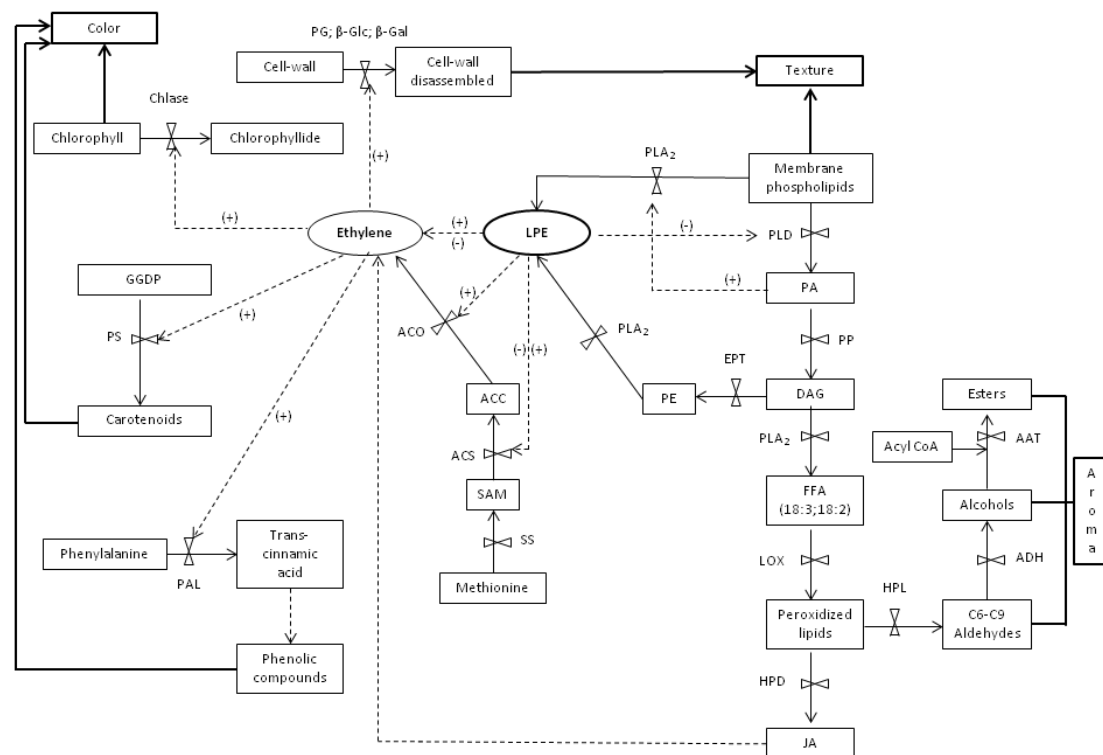 Color
PG; β-Glc; β-Gal
Cell-wall
Cell-wall
disassembled
Texture
Chlase
Chlorophyll
Chlorophyllide
(+)
PLA2
Membrane
phospholipids
(+)
Ethylene
(+)
(-)
LPE
(-)
PLD
GGDP
PA
(+)
(+)
PS
(+)
ACO
PLA2
(-)
(+)
PP
EPT
Carotenoids
(+)
ACC
PE
DAG
Esters
PLA2
Acyl CoA
AAT
ACS
SAM
FFA
(18:3;18:2)
Alcohols
A
r
o
m
a
Phenylalanine
PAL
Trans-
cinnamic
acid
SS
Methionine
LOX
HPL
ADH
Peroxidized
lipids
C6-C9
Aldehydes
Phenolic
compounds
HPD
JA